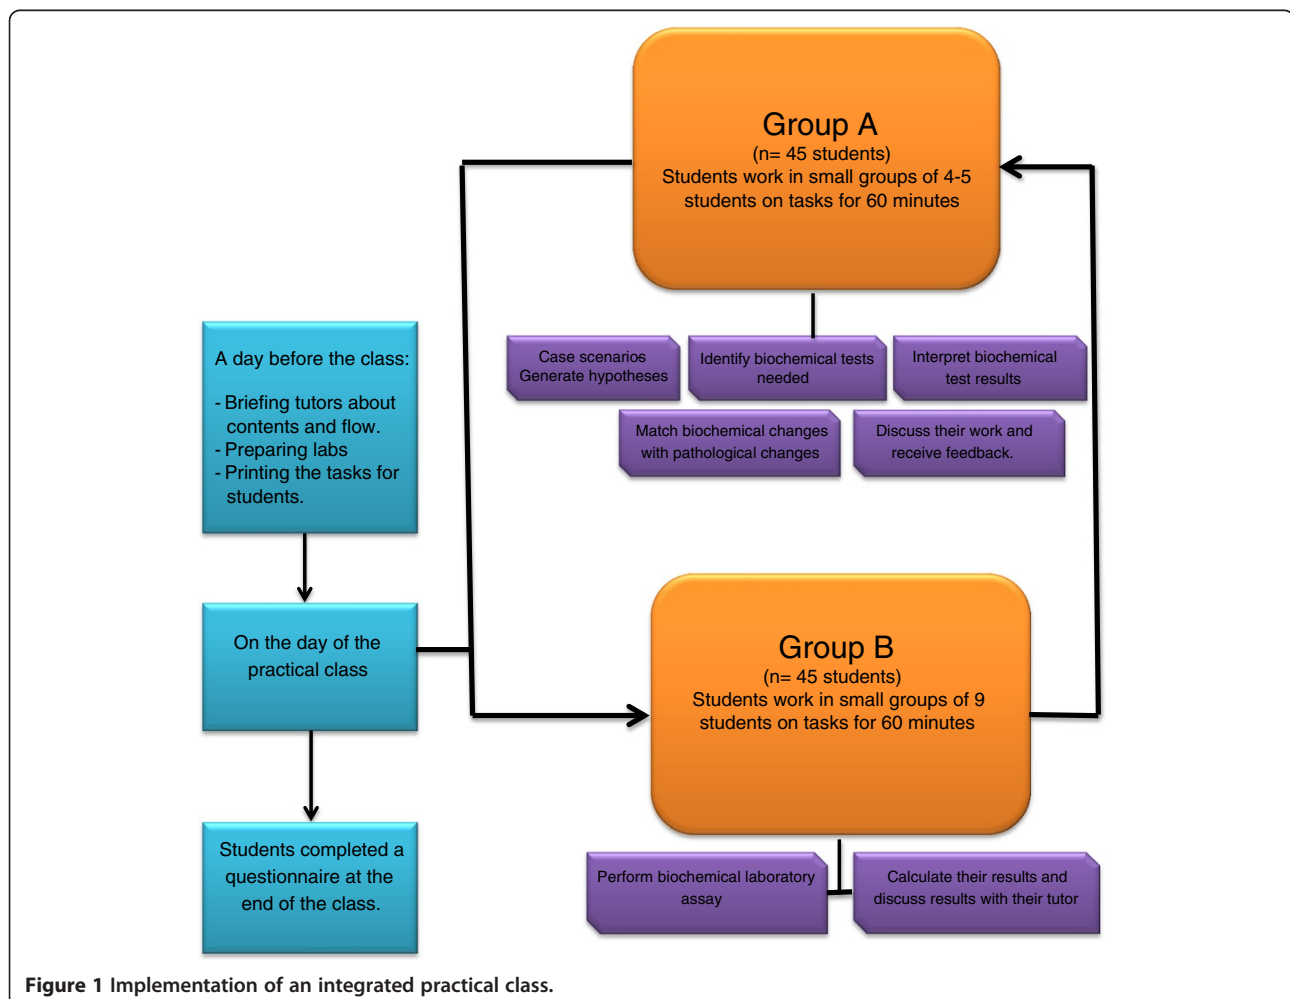 Group A
(n= 45 students)
Students work in small groups of 4-5
students on tasks for 60 minutes
Case scenarios
Generate hypotheses
Identify biochemical tests
needed
Interpret biochemical
test results
Match biochemical changes
with pathological changes
Discuss their work and
receive feedback.
A day before the class:
- Briefing tutors about
contents and flow.
- Preparing labs
- Printing the tasks for
students.
On the day of the
practical class
Students completed a
questionnaire at the
end of the class.
Group B
(n= 45 students)
Students work in small groups of 9
students on tasks for 60 minutes
Perform biochemical laboratory
assay
Calculate their results and
discuss results with their tutor
Figure 1 Implementation of an integrated practical class.